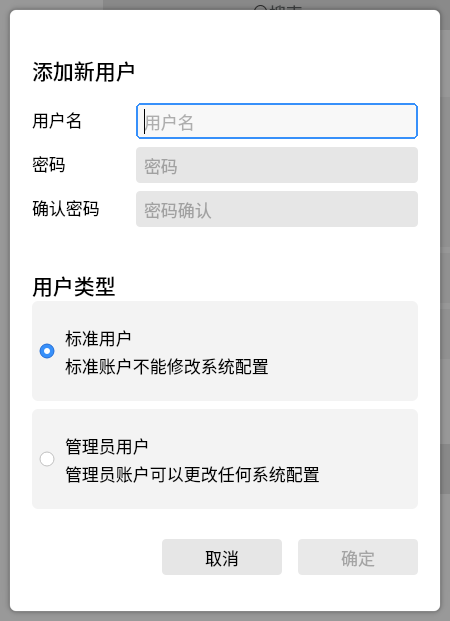 添加新用户
用户名 用户名
密码 密码
确认密码 密码确认
用户类型
标准用户
标准账户不能修改系统配置
管理员用户
管理员账户可以更改任何系统配置
取消 确定